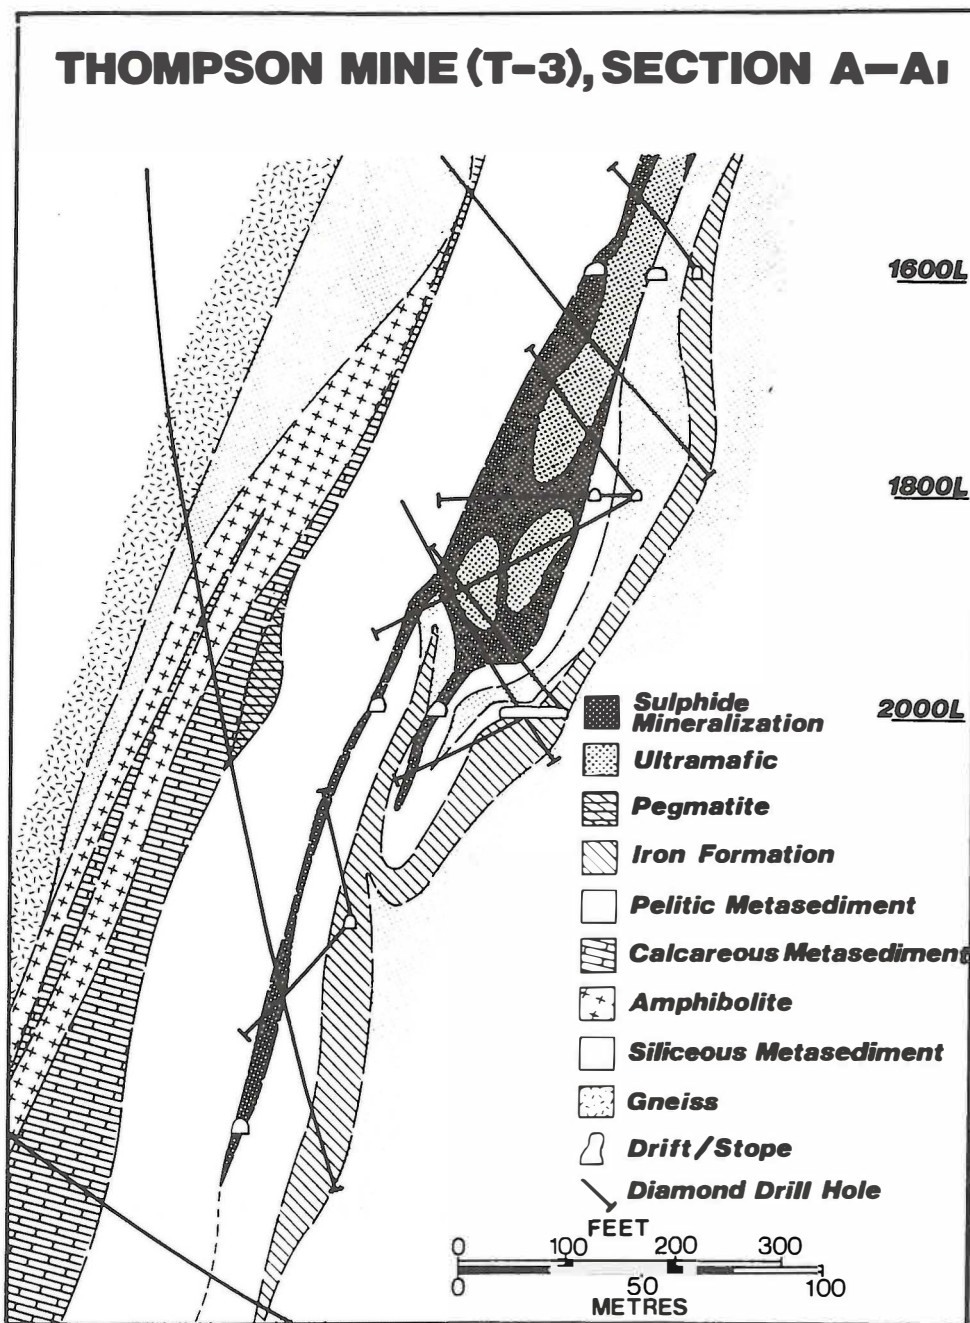 THOMPSON MINE (T-3), SECTION A-A1
1600L
1800L
2000L
Sulphide
Mineralization
Ultramafic
Pegmatite
Iron Formation
Pelitic Metasediment
Calcareous Metasediment
Amphibolite
Siliceous Metasediment
Gneiss
Drift/Stope
Diamond Drill Hole
FEET
0 100 200 300
0 50 100
METRES